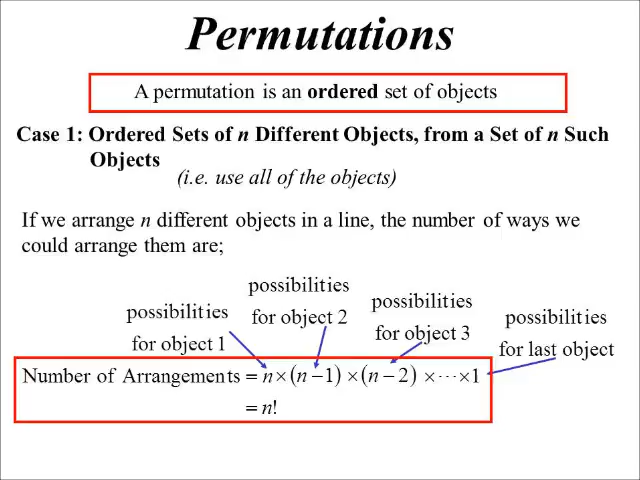 Permutations
A permutation is an ordered set of objects
Case 1: Ordered Sets of n Different Objects, from a Set of n Such
Objects
(i.e. use all of the objects)
If we arrange n different objects in a line, the number of ways we
could arrange them are;
possibilities
for object 1
possibilities
for object 2
possibilities
for object 3
possibilities
for last object
Number of Arrangements = n × (n − 1) × (n − 2) × ⋯ × 1
= n!